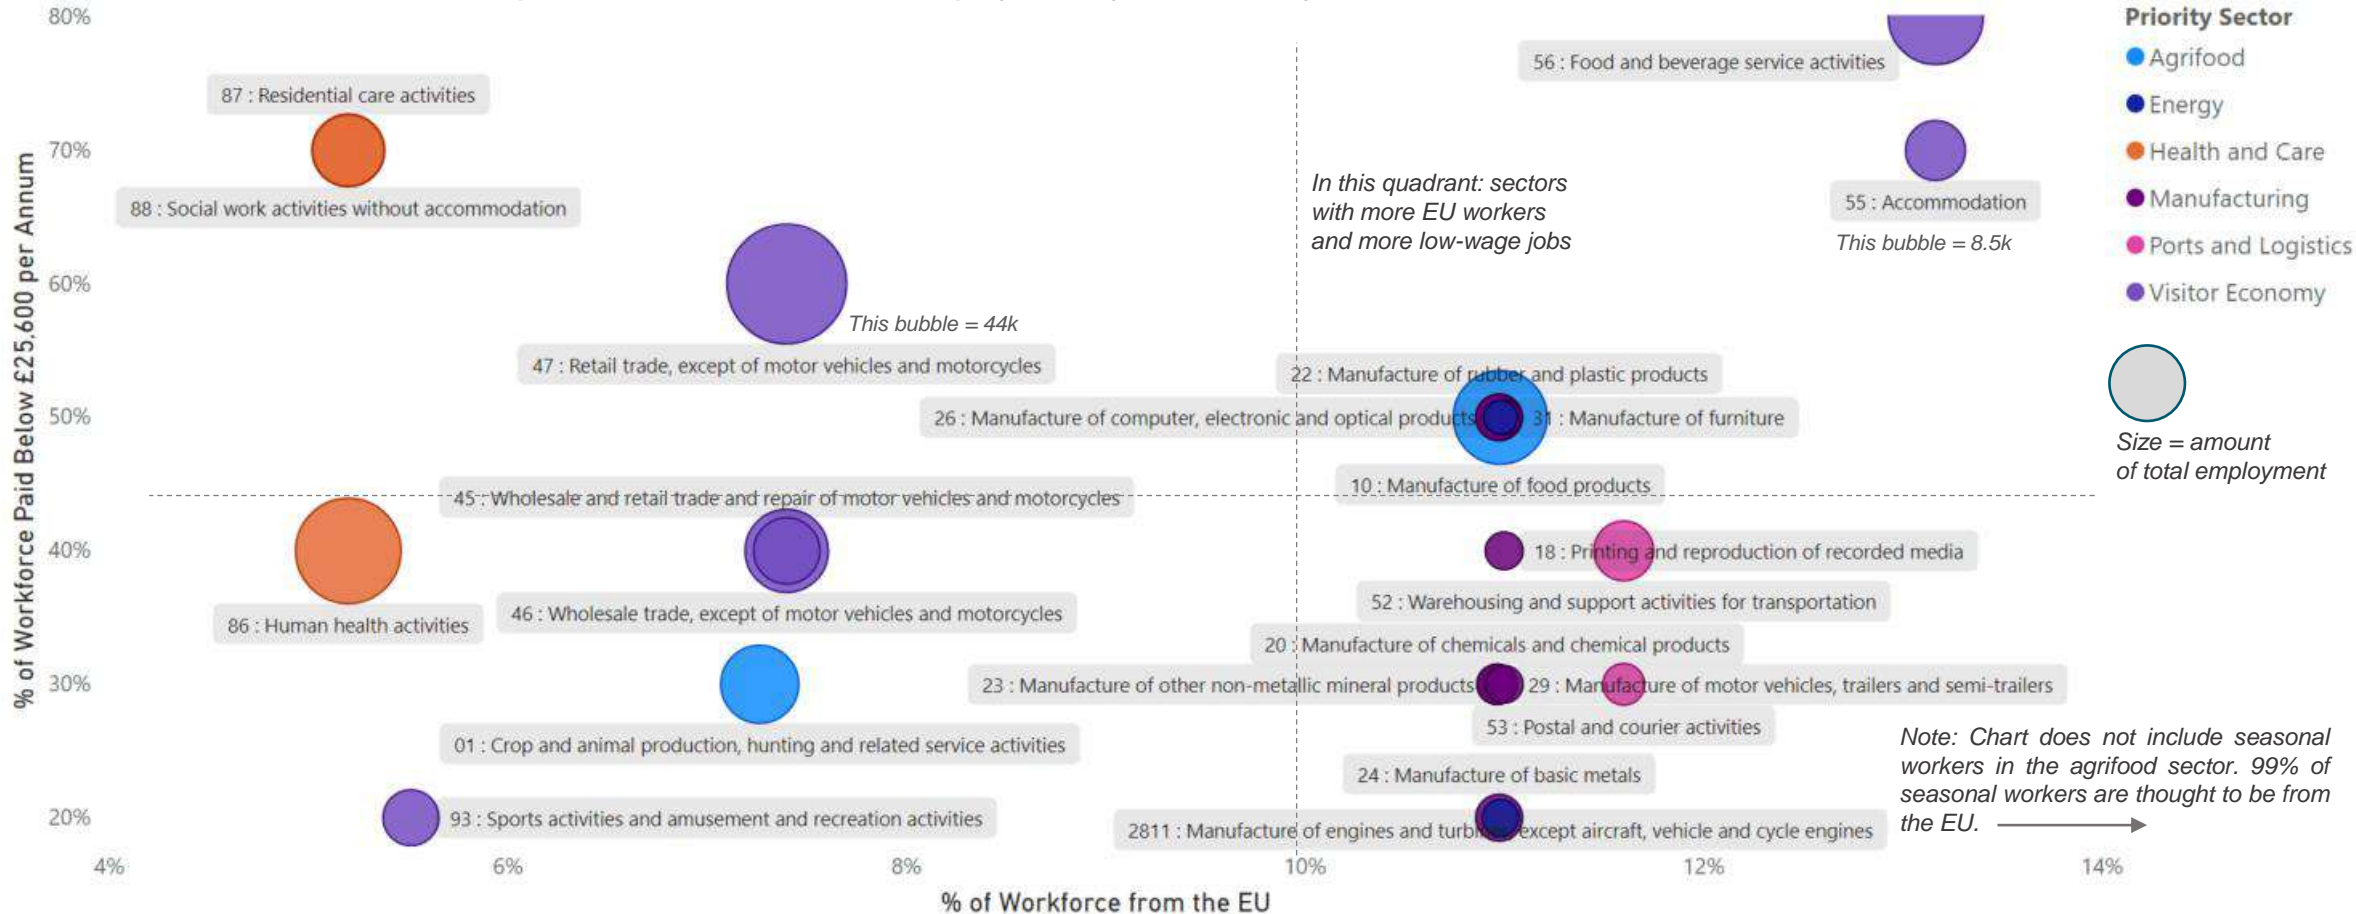 80%
70%
60%
50%
40%
30%
20%
% of Workforce Paid Below £25,600 per Annum
4%
6%
8%
10%
12%
14%
% of Workforce from the EU
87 : Residential care activities
88 : Social work activities without accommodation
This bubble = 44k
47 : Retail trade, except of motor vehicles and motorcycles
56 : Food and beverage service activities
In this quadrant: sectors
with more EU workers
and more low-wage jobs
55 : Accommodation
This bubble = 8.5k
22 : Manufacture of rubber and plastic products
26 : Manufacture of computer, electronic and optical products
31 : Manufacture of furniture
10 : Manufacture of food products
45 : Wholesale and retail trade and repair of motor vehicles and motorcycles
46 : Wholesale trade, except of motor vehicles and motorcycles
86 : Human health activities
18 : Printing and reproduction of recorded media
52 : Warehousing and support activities for transportation
20 : Manufacture of chemicals and chemical products
23 : Manufacture of other non-metallic mineral products
29 : Manufacture of motor vehicles, trailers and semi-trailers
53 : Postal and courier activities
01 : Crop and animal production, hunting and related service activities
24 : Manufacture of basic metals
93 : Sports activities and amusement and recreation activities
2811 : Manufacture of engines and turbines, except aircraft, vehicle and cycle engines
Priority Sector
Agrifood
Energy
Health and Care
Manufacturing
Ports and Logistics
Visitor Economy
Size = amount
of total employment
Note: Chart does not include seasonal
workers in the agrifood sector. 99% of
seasonal workers are thought to be from
the EU.